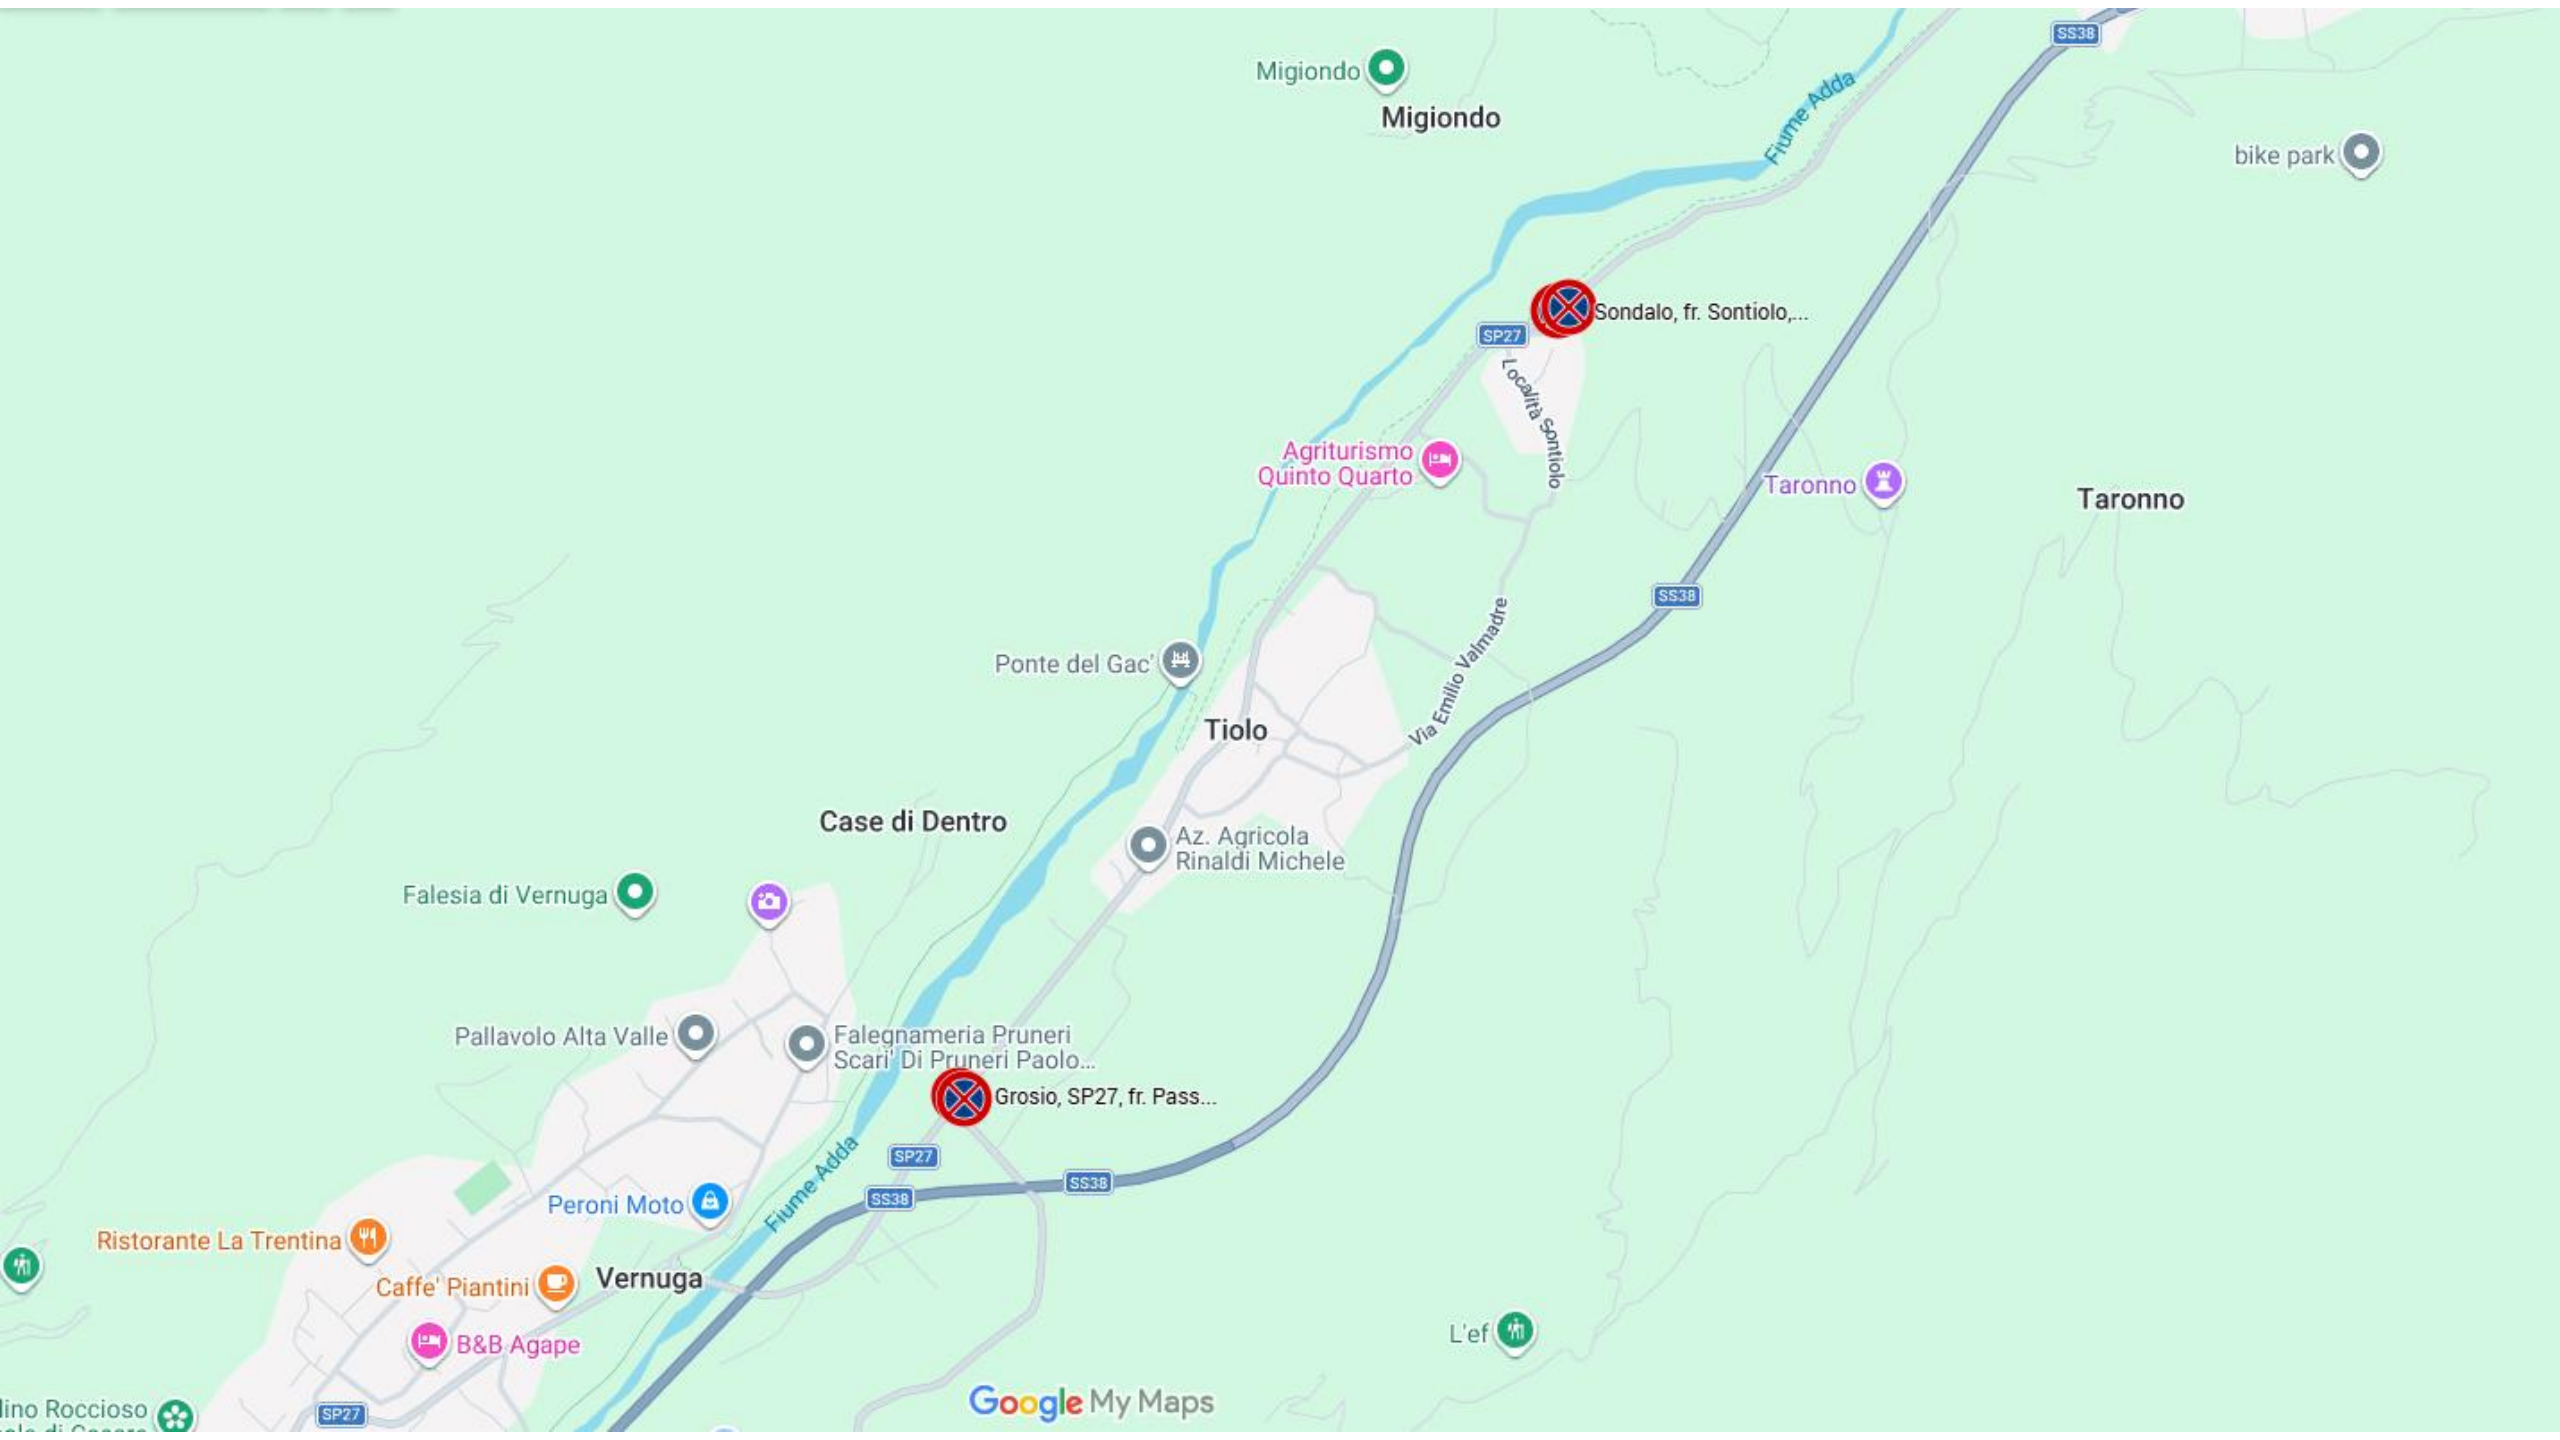 SS38
Migiondo
Migiondo
Fiume Adda
bike park
Sondalo, fr. Sontiolo,...
SP27
Località Sontiolo
Agriturismo
Quinto Quarto
Taronno
Taronno
SS38
Via Emilio Valmadre
Ponte del Gac'
Tiolo
Case di Dentro
Az. Agricola
Rinaldi Michele
Falesia di Vernuga
Pallavolo Alta Valle
Falegnameria Pruneri
Scari' Di Pruneri Paolo...
Grosio, SP27, fr. Pass...
Fiume Adda
SP27
SS38
SS38
Peroni Moto
Ristorante La Trentina
Caffe' Piantini
Vernuga
B&B Agape
L'ef
Google My Maps
lino Roccioso
SP27